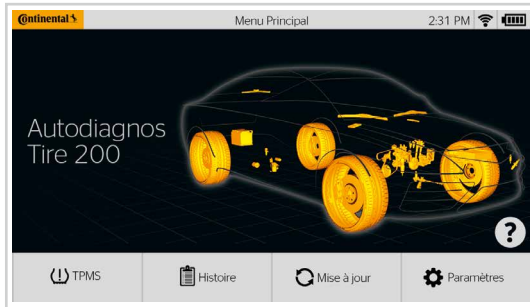 Continental
Menu Principal
2:31 PM
Autodiagnos
Tire 200
?
TPMS
Histoire
Mise à jour
Paramètres